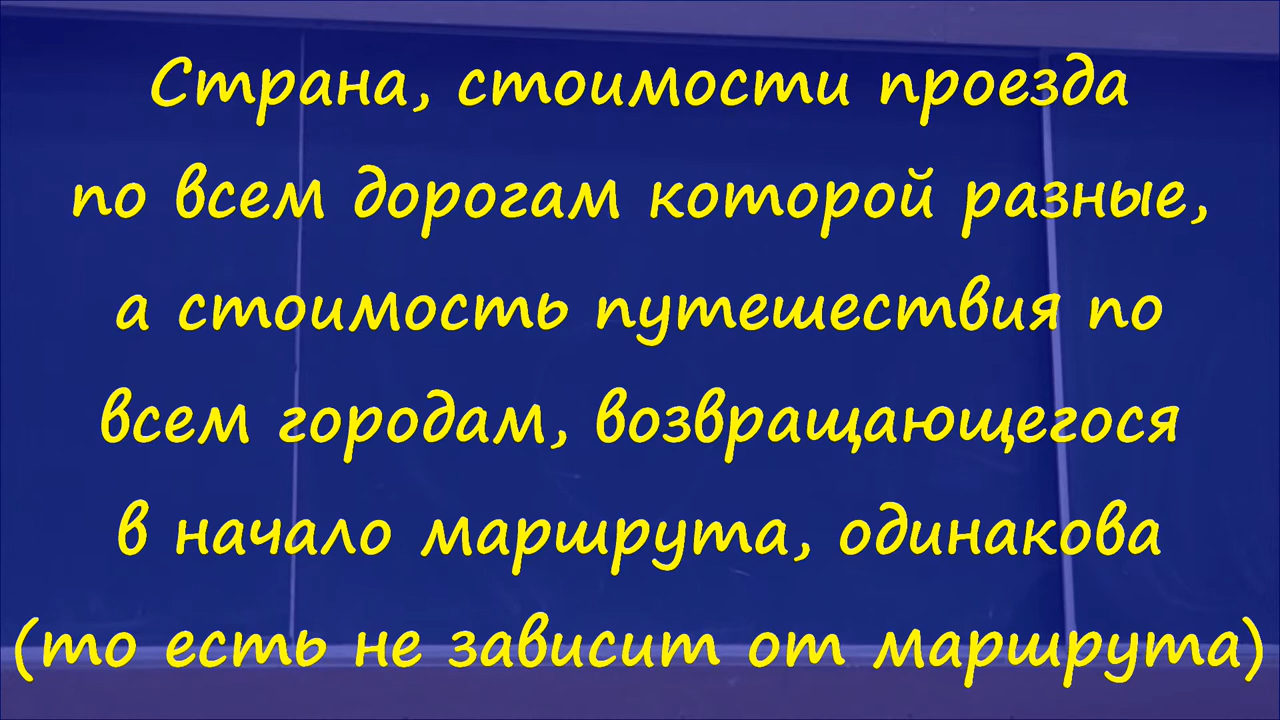 Страна, стоимости проезда
по всем дорогам которой разные,
а стоимость путешествия по
всем городам, возвращающегося
в начало маршрута, одинакова
(то есть не зависит от маршрута)